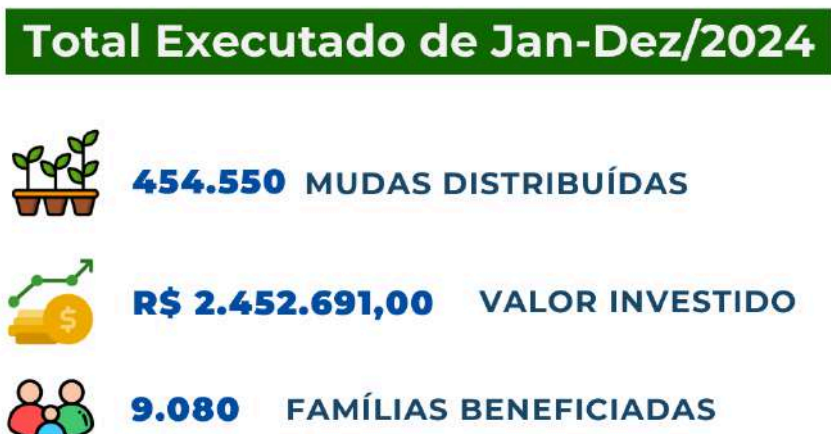 Total Executado de Jan-Dez/2024
454.550 MUDAS DISTRIBUÍDAS
R$ 2.452.691,00 VALOR INVESTIDO
9.080 FAMÍLIAS BENEFICIADAS